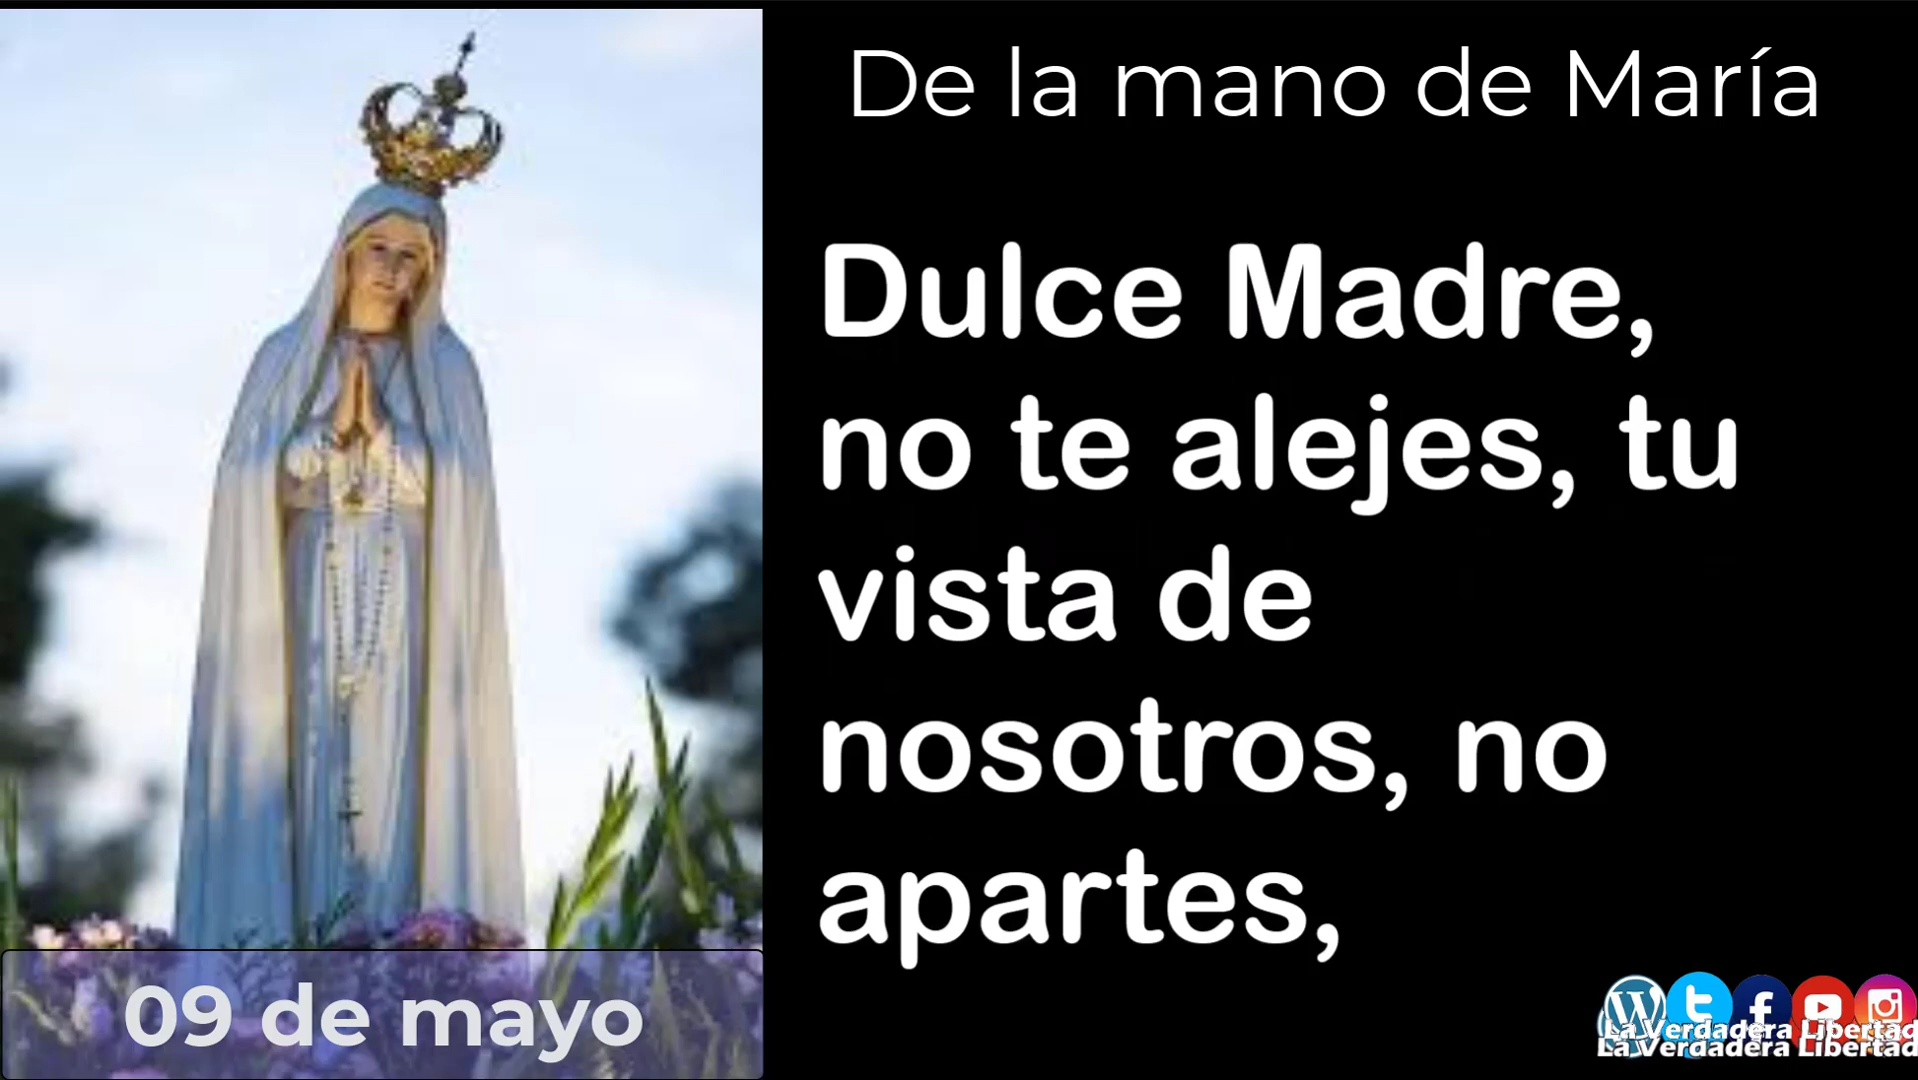 De la mano de María
Dulce Madre,
no te alejes, tu
vista de
nosotros, no
apartes,
09 de mayo
La Verdadera Libertad
La Verdadera Libertad